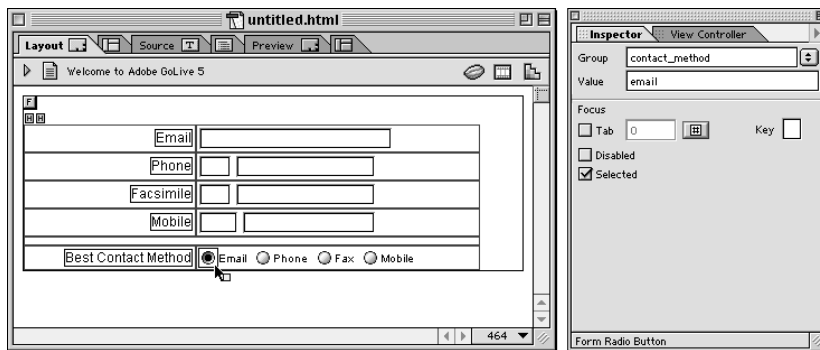 untitled.html
Layout Source T Preview
Welcome to Adobe GoLive 5
F
H H
Email
Phone
Facsimile
Mobile
Best Contact Method Email Phone Fax Mobile
464
Inspector View Controller
Group contact_method
Value email
Focus
Tab 0 Key
Disabled
Selected
Form Radio Button